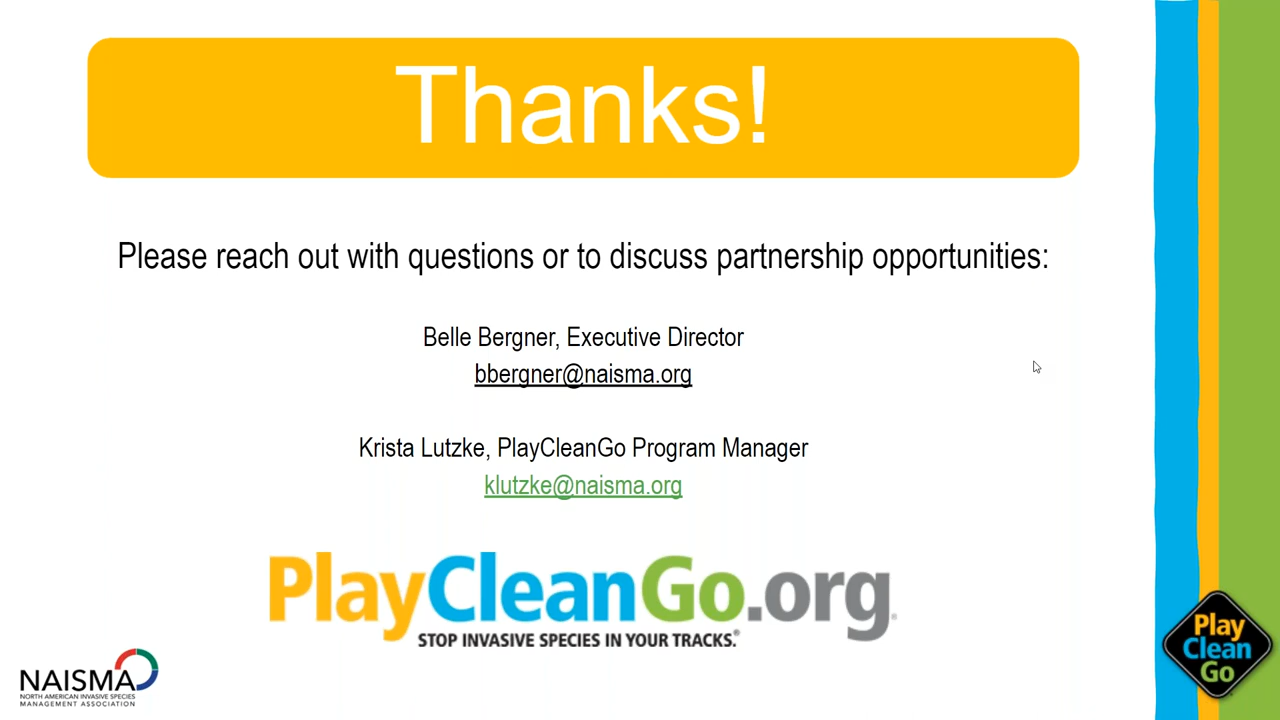 Thanks!
Please reach out with questions or to discuss partnership opportunities:
Belle Bergner, Executive Director
bbergner@naisma.org
Krista Lutzke, PlayCleanGo Program Manager
klutzke@naisma.org
PlayCleanGo.org
STOP INVASIVE SPECIES IN YOUR TRACKS.®
NAISMA
NORTH AMERICAN INVASIVE SPECIES
MANAGEMENT ASSOCIATION
Play
Clean
Go